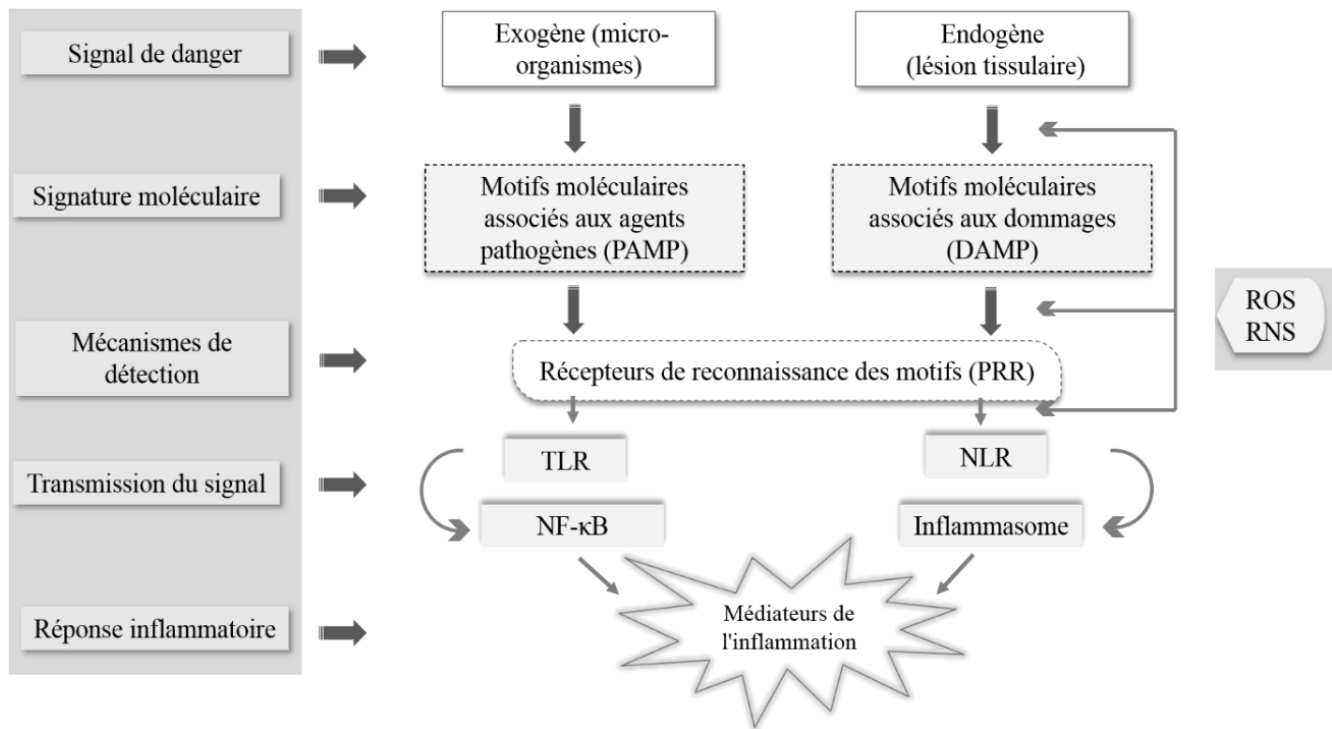 Signal de danger
Exogène (micro-
organismes)
Endogène
(lésion tissulaire)
Signature moléculaire
Motifs moléculaires
associés aux agents
pathogènes (PAMP)
Motifs moléculaires
associés aux dommages
(DAMP)
ROS
RNS
Mécanismes de
détection
Récepteurs de reconnaissance des motifs (PRR)
Transmission du signal
TLR
NLR
NF-κB
Inflammasome
Réponse inflammatoire
Médiateurs de
l'inflammation